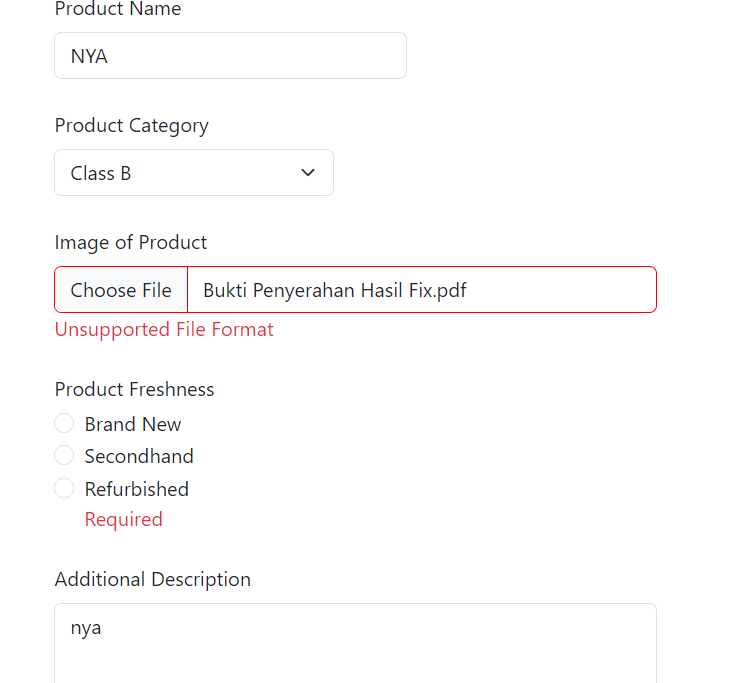 Product Name
NYA
Product Category
Class B
Image of Product
Choose File Bukti Penyerahan Hasil Fix.pdf
Unsupported File Format
Product Freshness
Brand New
Secondhand
Refurbished
Required
Additional Description
nya